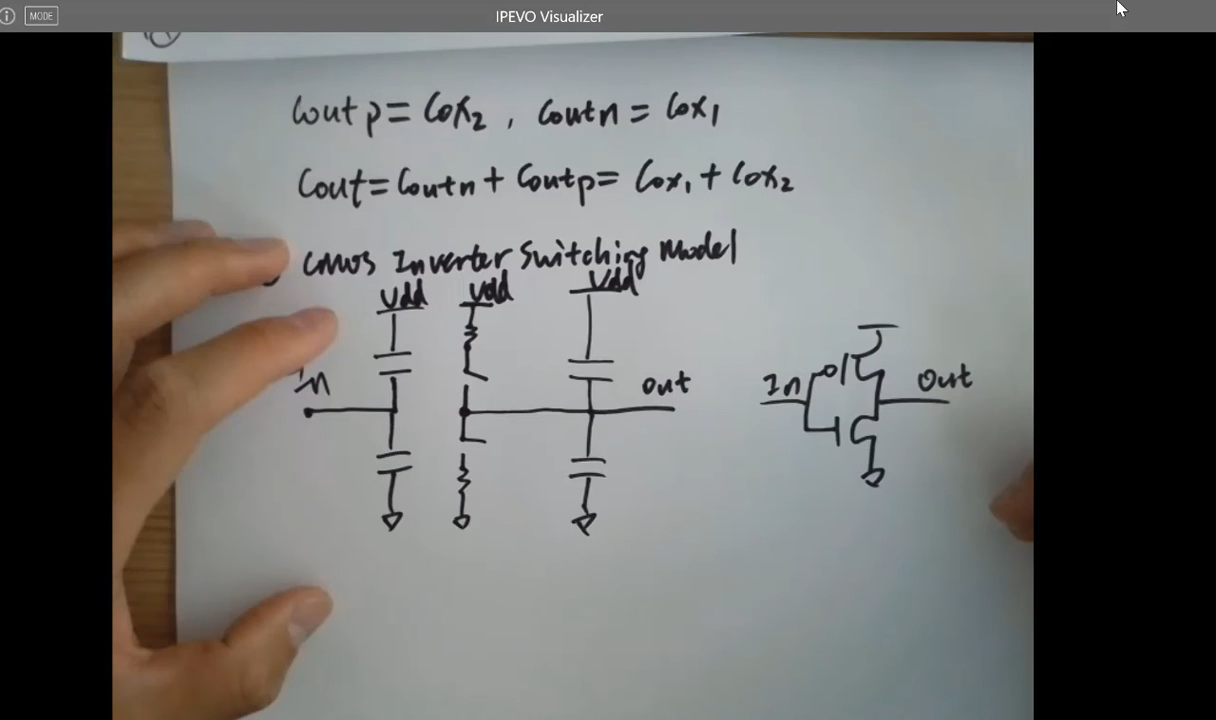 IPEVO Visualizer
MODE
Coutp = Cox₂, Coutn = Cox₁
Cout = Coutn + Coutp = Cox₁ + Cox₂
CMOS Inverter Switching Model
Vdd Vdd Vdd
In out
In Out